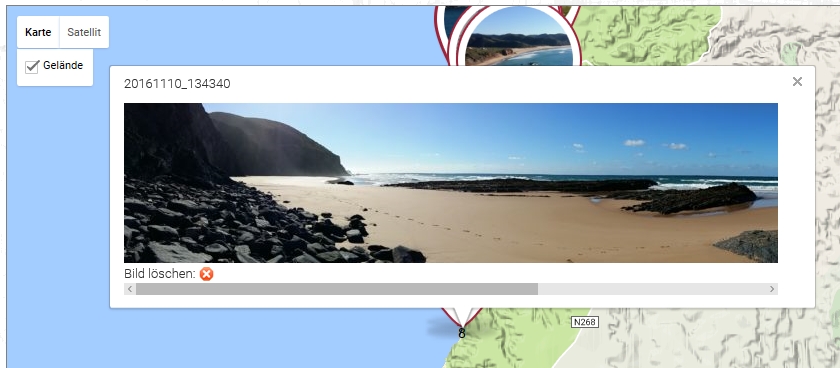 Karte Satellit
Gelände
20161110_134340
Bild löschen:
N268
8